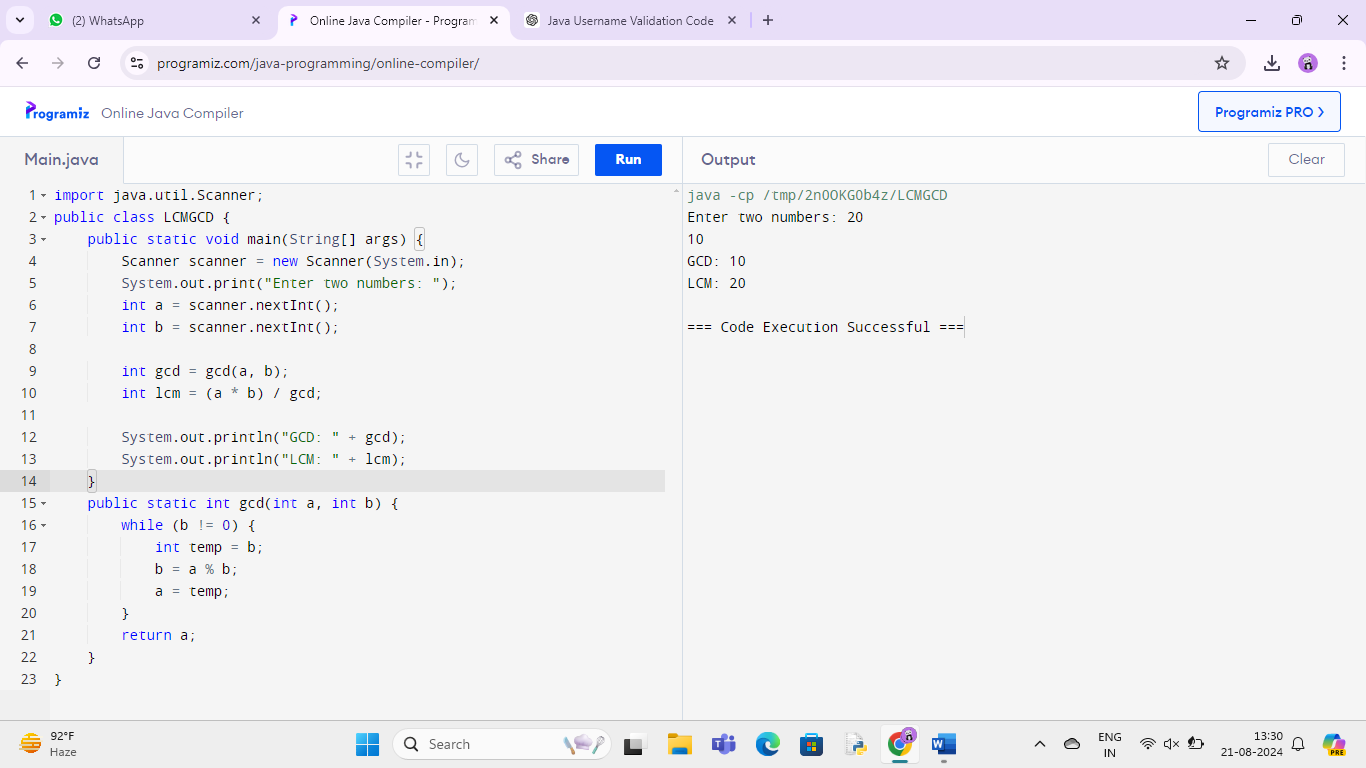 (2) WhatsApp
Online Java Compiler - Program
Java Username Validation Code
programiz.com/java-programming/online-compiler/
Programiz Online Java Compiler
Programiz PRO >
Main.java
Share
Run
Output
Clear
1 import java.util.Scanner;
2 public class LCMGCD {
3     public static void main(String[] args) {
4         Scanner scanner = new Scanner(System.in);
5         System.out.print("Enter two numbers: ");
6         int a = scanner.nextInt();
7         int b = scanner.nextInt();
8
9         int gcd = gcd(a, b);
10         int lcm = (a * b) / gcd;
11
12         System.out.println("GCD: " + gcd);
13         System.out.println("LCM: " + lcm);
14     }
15     public static int gcd(int a, int b) {
16         while (b != 0) {
17             int temp = b;
18             b = a % b;
19             a = temp;
20         }
21         return a;
22     }
23 }
java -cp /tmp/2n0OKGOb4z/LCMGCD
Enter two numbers: 20
10
GCD: 10
LCM: 20
=== Code Execution Successful ===
92°F
Haze
Search
ENG
IN
13:30
21-08-2024
PRE